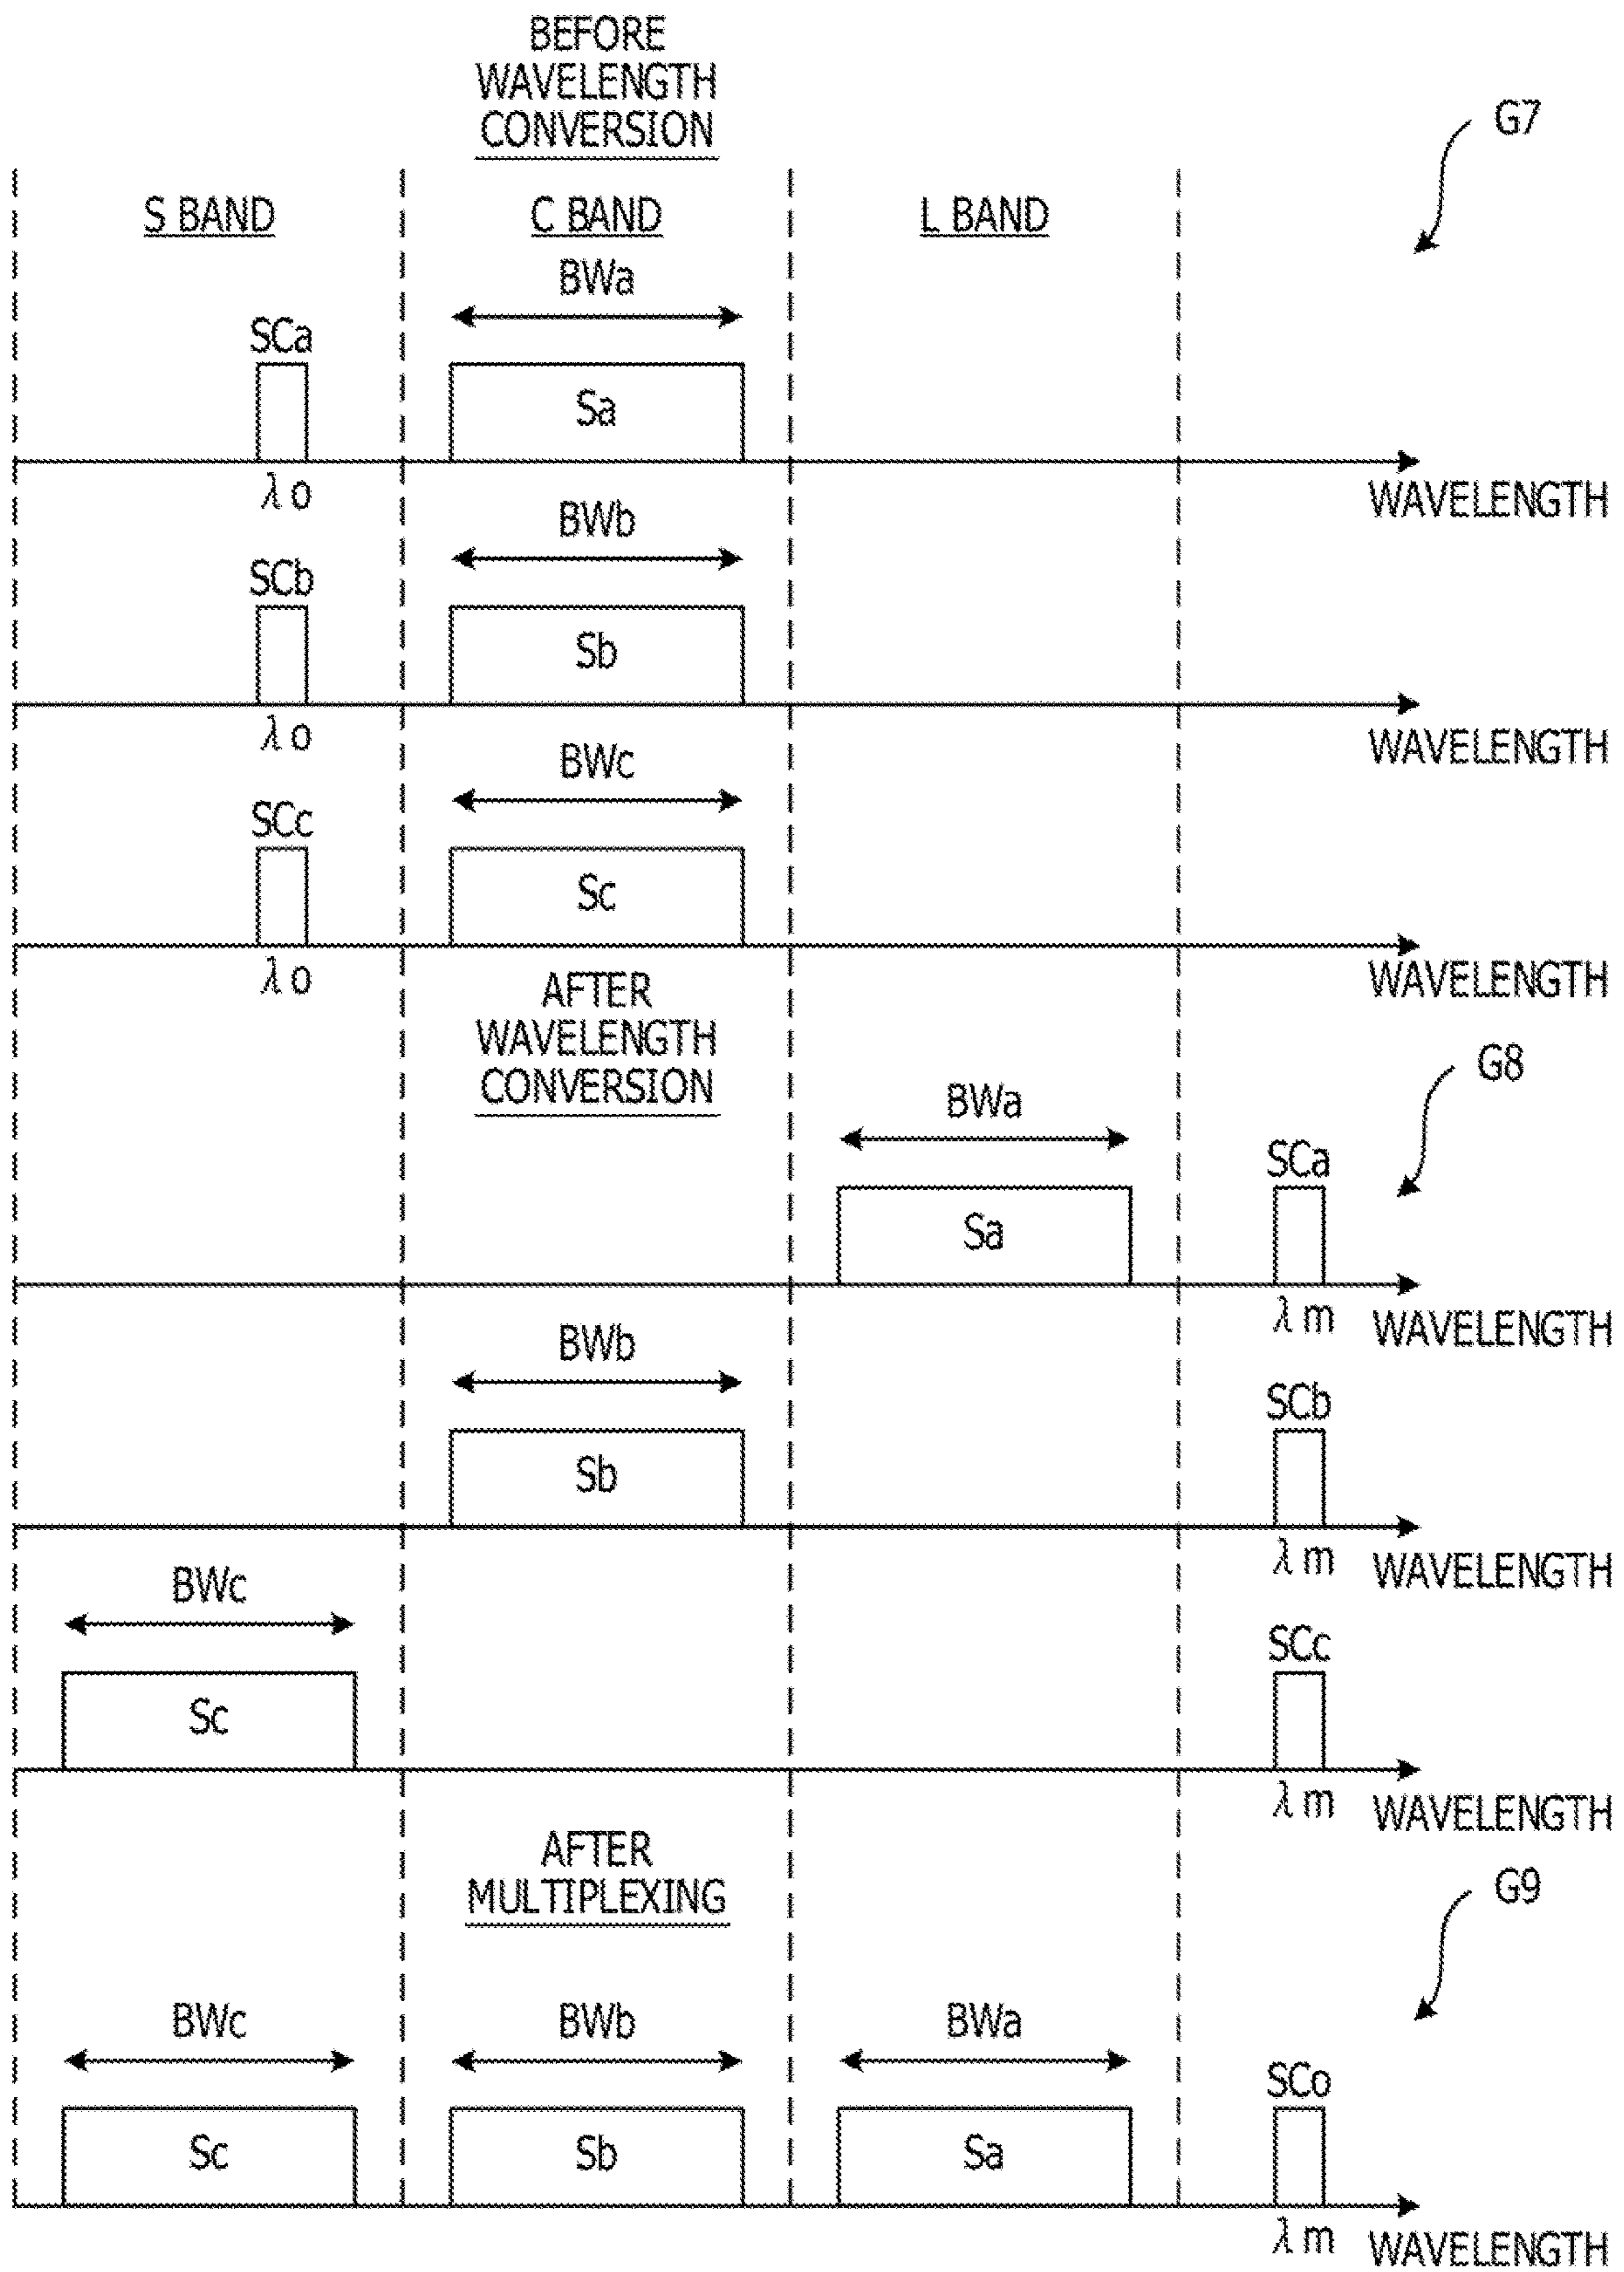 BEFORE
WAVELENGTH
CONVERSION
G7
S BAND C BAND L BAND
BWa
SCa
Sa
λo
WAVELENGTH
BWb
SCb
Sb
λo
WAVELENGTH
BWc
SCc
Sc
λo
WAVELENGTH
AFTER
WAVELENGTH
CONVERSION
G8
BWa
SCa
Sa
λm
WAVELENGTH
BWb
SCb
Sb
λm
WAVELENGTH
BWc
SCc
Sc
λm
WAVELENGTH
AFTER
MULTIPLEXING
G9
BWc BWb BWa
SCo
Sc Sb Sa
λm
WAVELENGTH